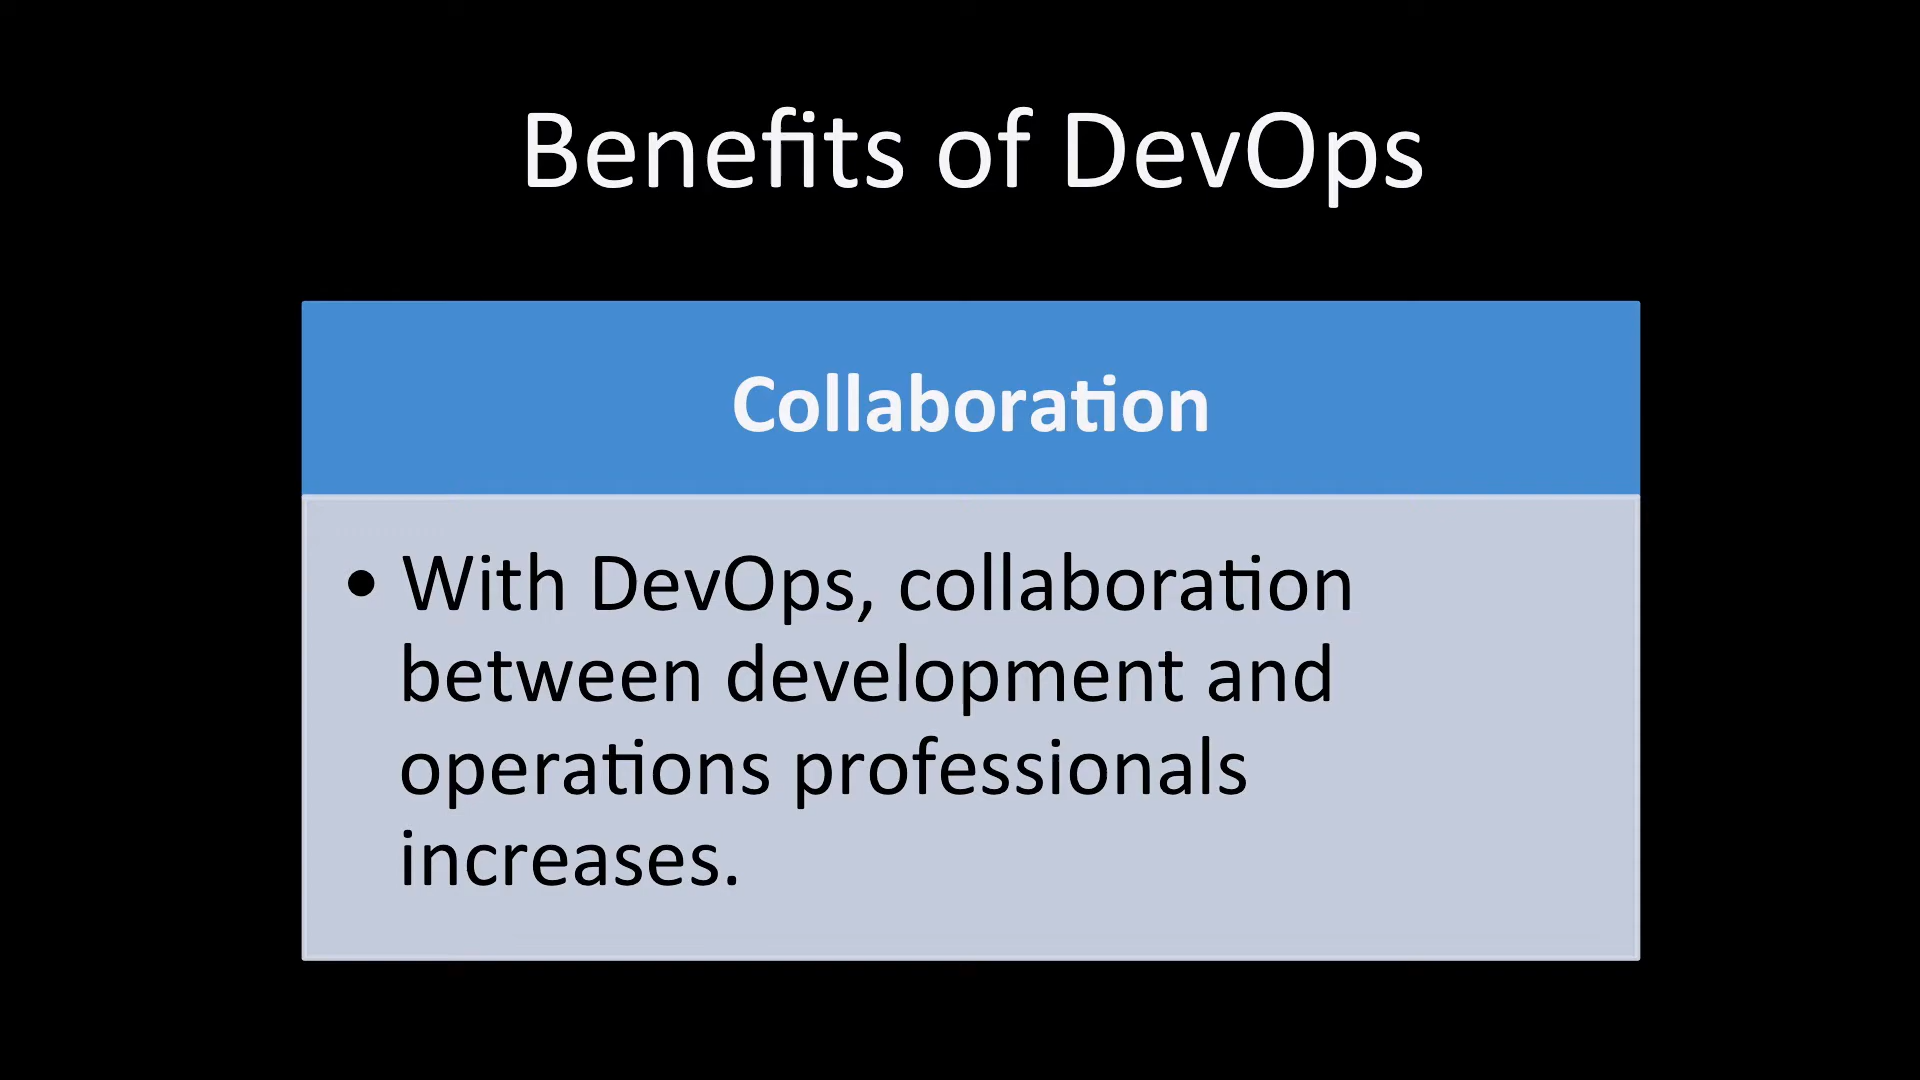 Benefits of DevOps
Collaboration
• With DevOps, collaboration
between development and
operations professionals
increases.